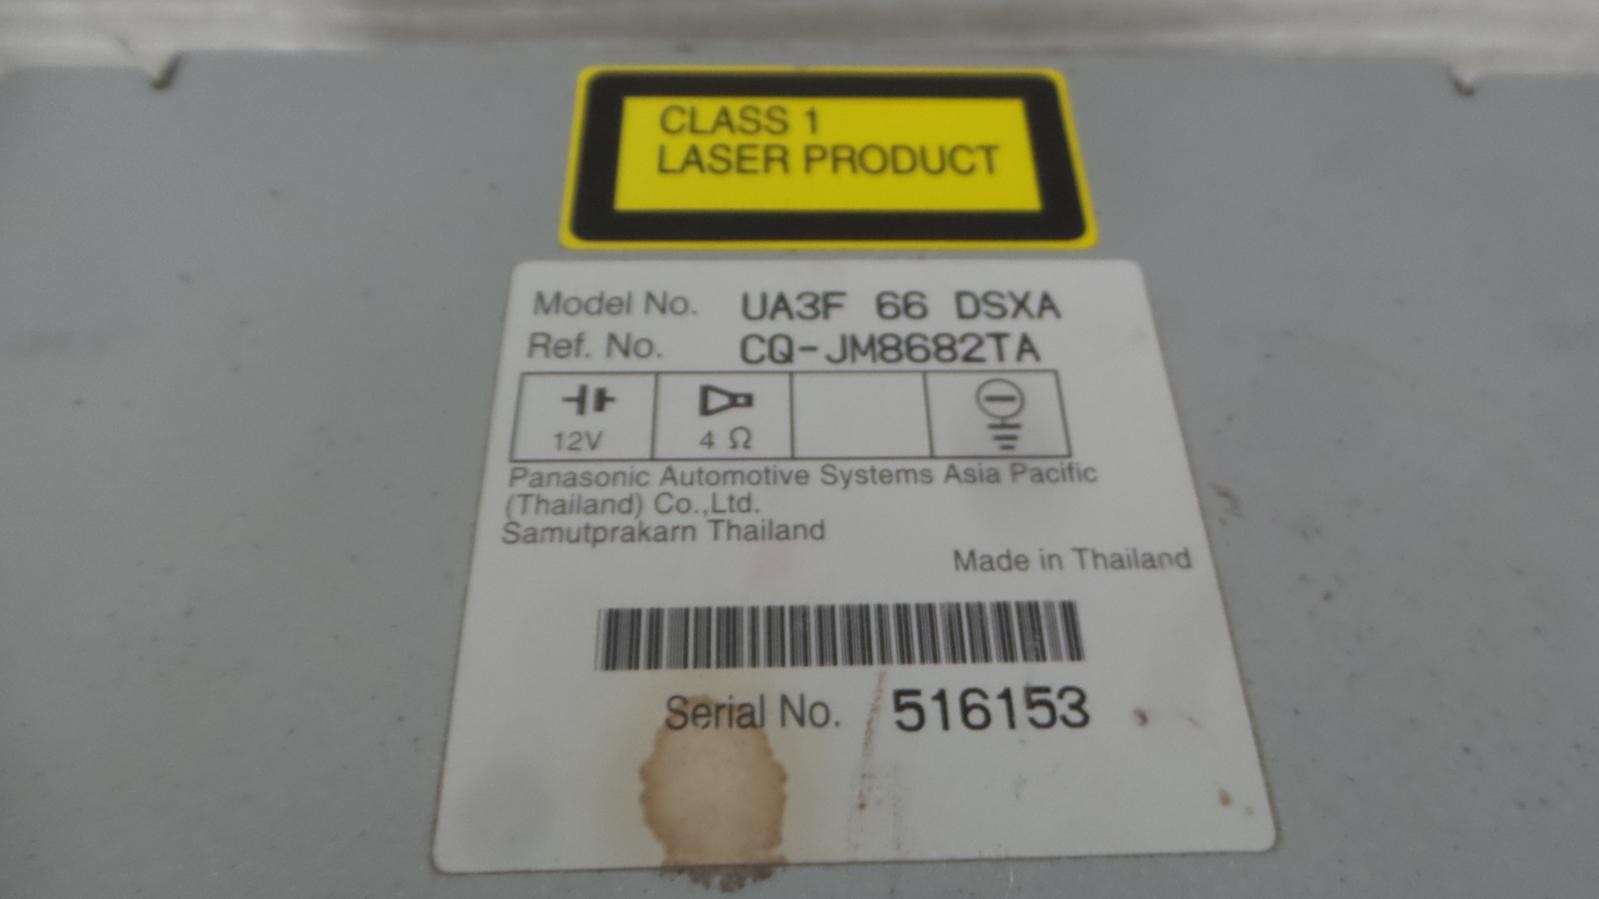 CLASS 1
LASER PRODUCT
Model No. UA3F 66 DSXA
Ref. No. CQ-JM8682TA
12V 4 Ω
Panasonic Automotive Systems Asia Pacific
(Thailand) Co.,Ltd.
Samutprakarn Thailand
Made in Thailand
Serial No. 516153